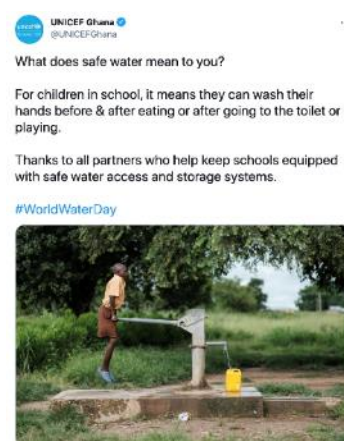 UNICEF Ghana
@UNICEFGhana
What does safe water mean to you?
For children in school, it means they can wash their
hands before & after eating or after going to the toilet or
playing.
Thanks to all partners who help keep schools equipped
with safe water access and storage systems.
#WorldWaterDay